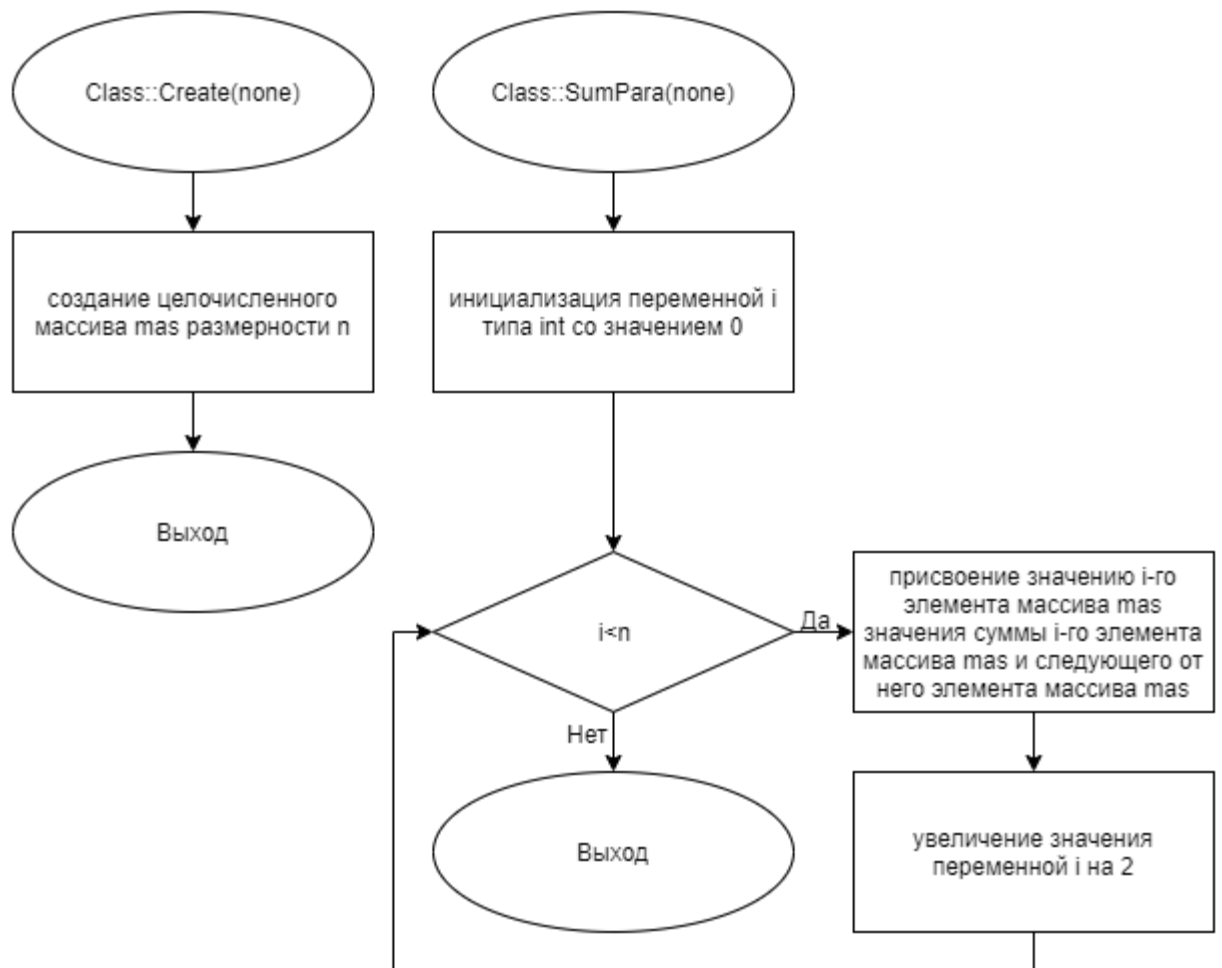 Class::Create(none)
создание целочисленного
массива mas размерности n
Выход
Class::SumPara(none)
инициализация переменной i
типа int со значением 0
i<n
Да
присвоение значению i-го
элемента массива mas
значения суммы i-го элемента
массива mas и следующего от
него элемента массива mas
увеличение значения
переменной i на 2
Нет
Выход